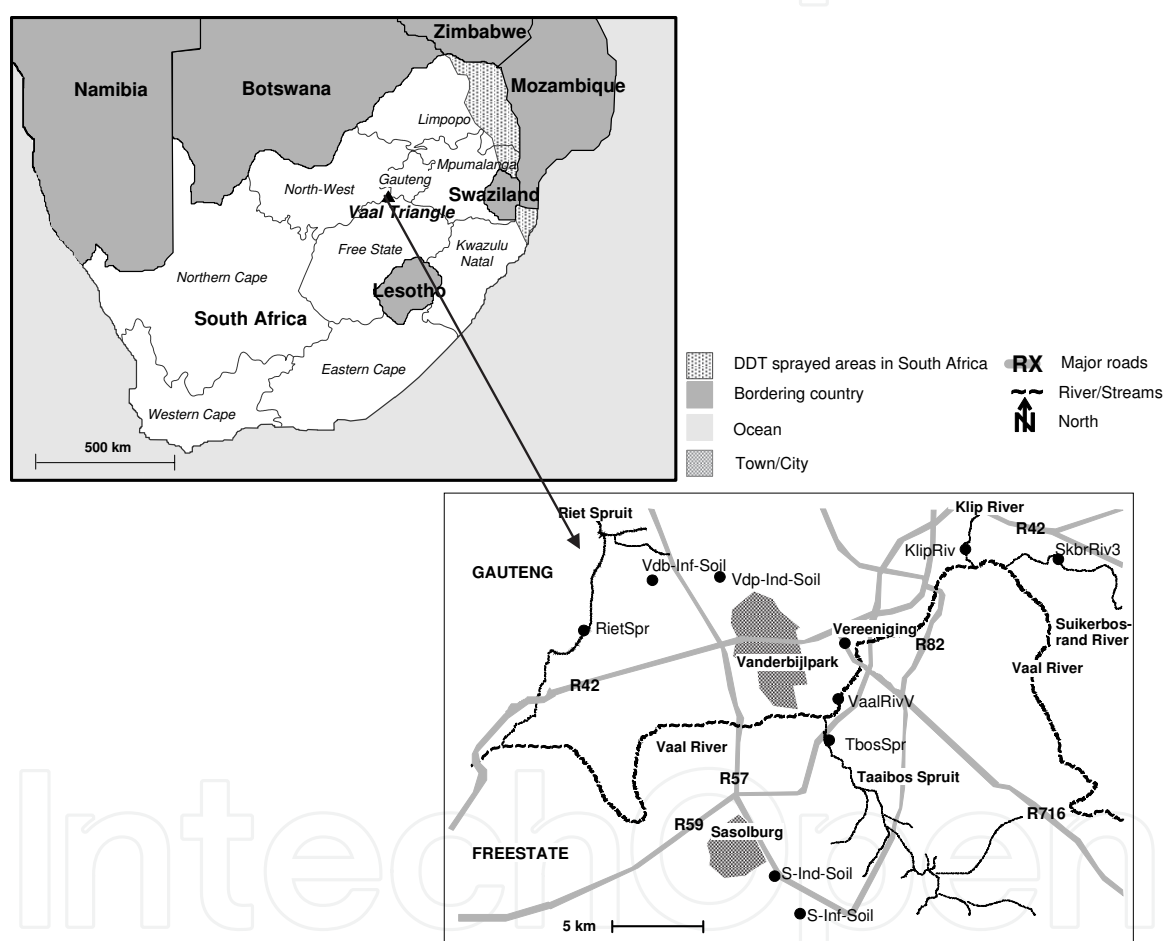 Zimbabwe
Namibia
Botswana
Mozambique
Limpopo
Mpumalanga
Gauteng
North-West
Swaziland
Vaal Triangle
Free State
Kwazulu
Natal
Northern Cape
Lesotho
South Africa
Eastern Cape
Western Cape
500 km
DDT sprayed areas in South Africa
RX Major roads
Bordering country
River/Streams
N North
Ocean
Town/City
Riet Spruit
Klip River
R42
KlipRiv
SkbrRiv3
GAUTENG
Vdb-Inf-Soil
Vdp-Ind-Soil
RietSpr
Vereeniging
Suikerbos-
rand River
R82
Vanderbijlpark
Vaal River
R42
VaalRivV
Vaal River
TbosSpr
R57
Taaibos Spruit
R716
R59
Sasolburg
FREESTATE
S-Ind-Soil
S-Inf-Soil
5 km
IntechOpen